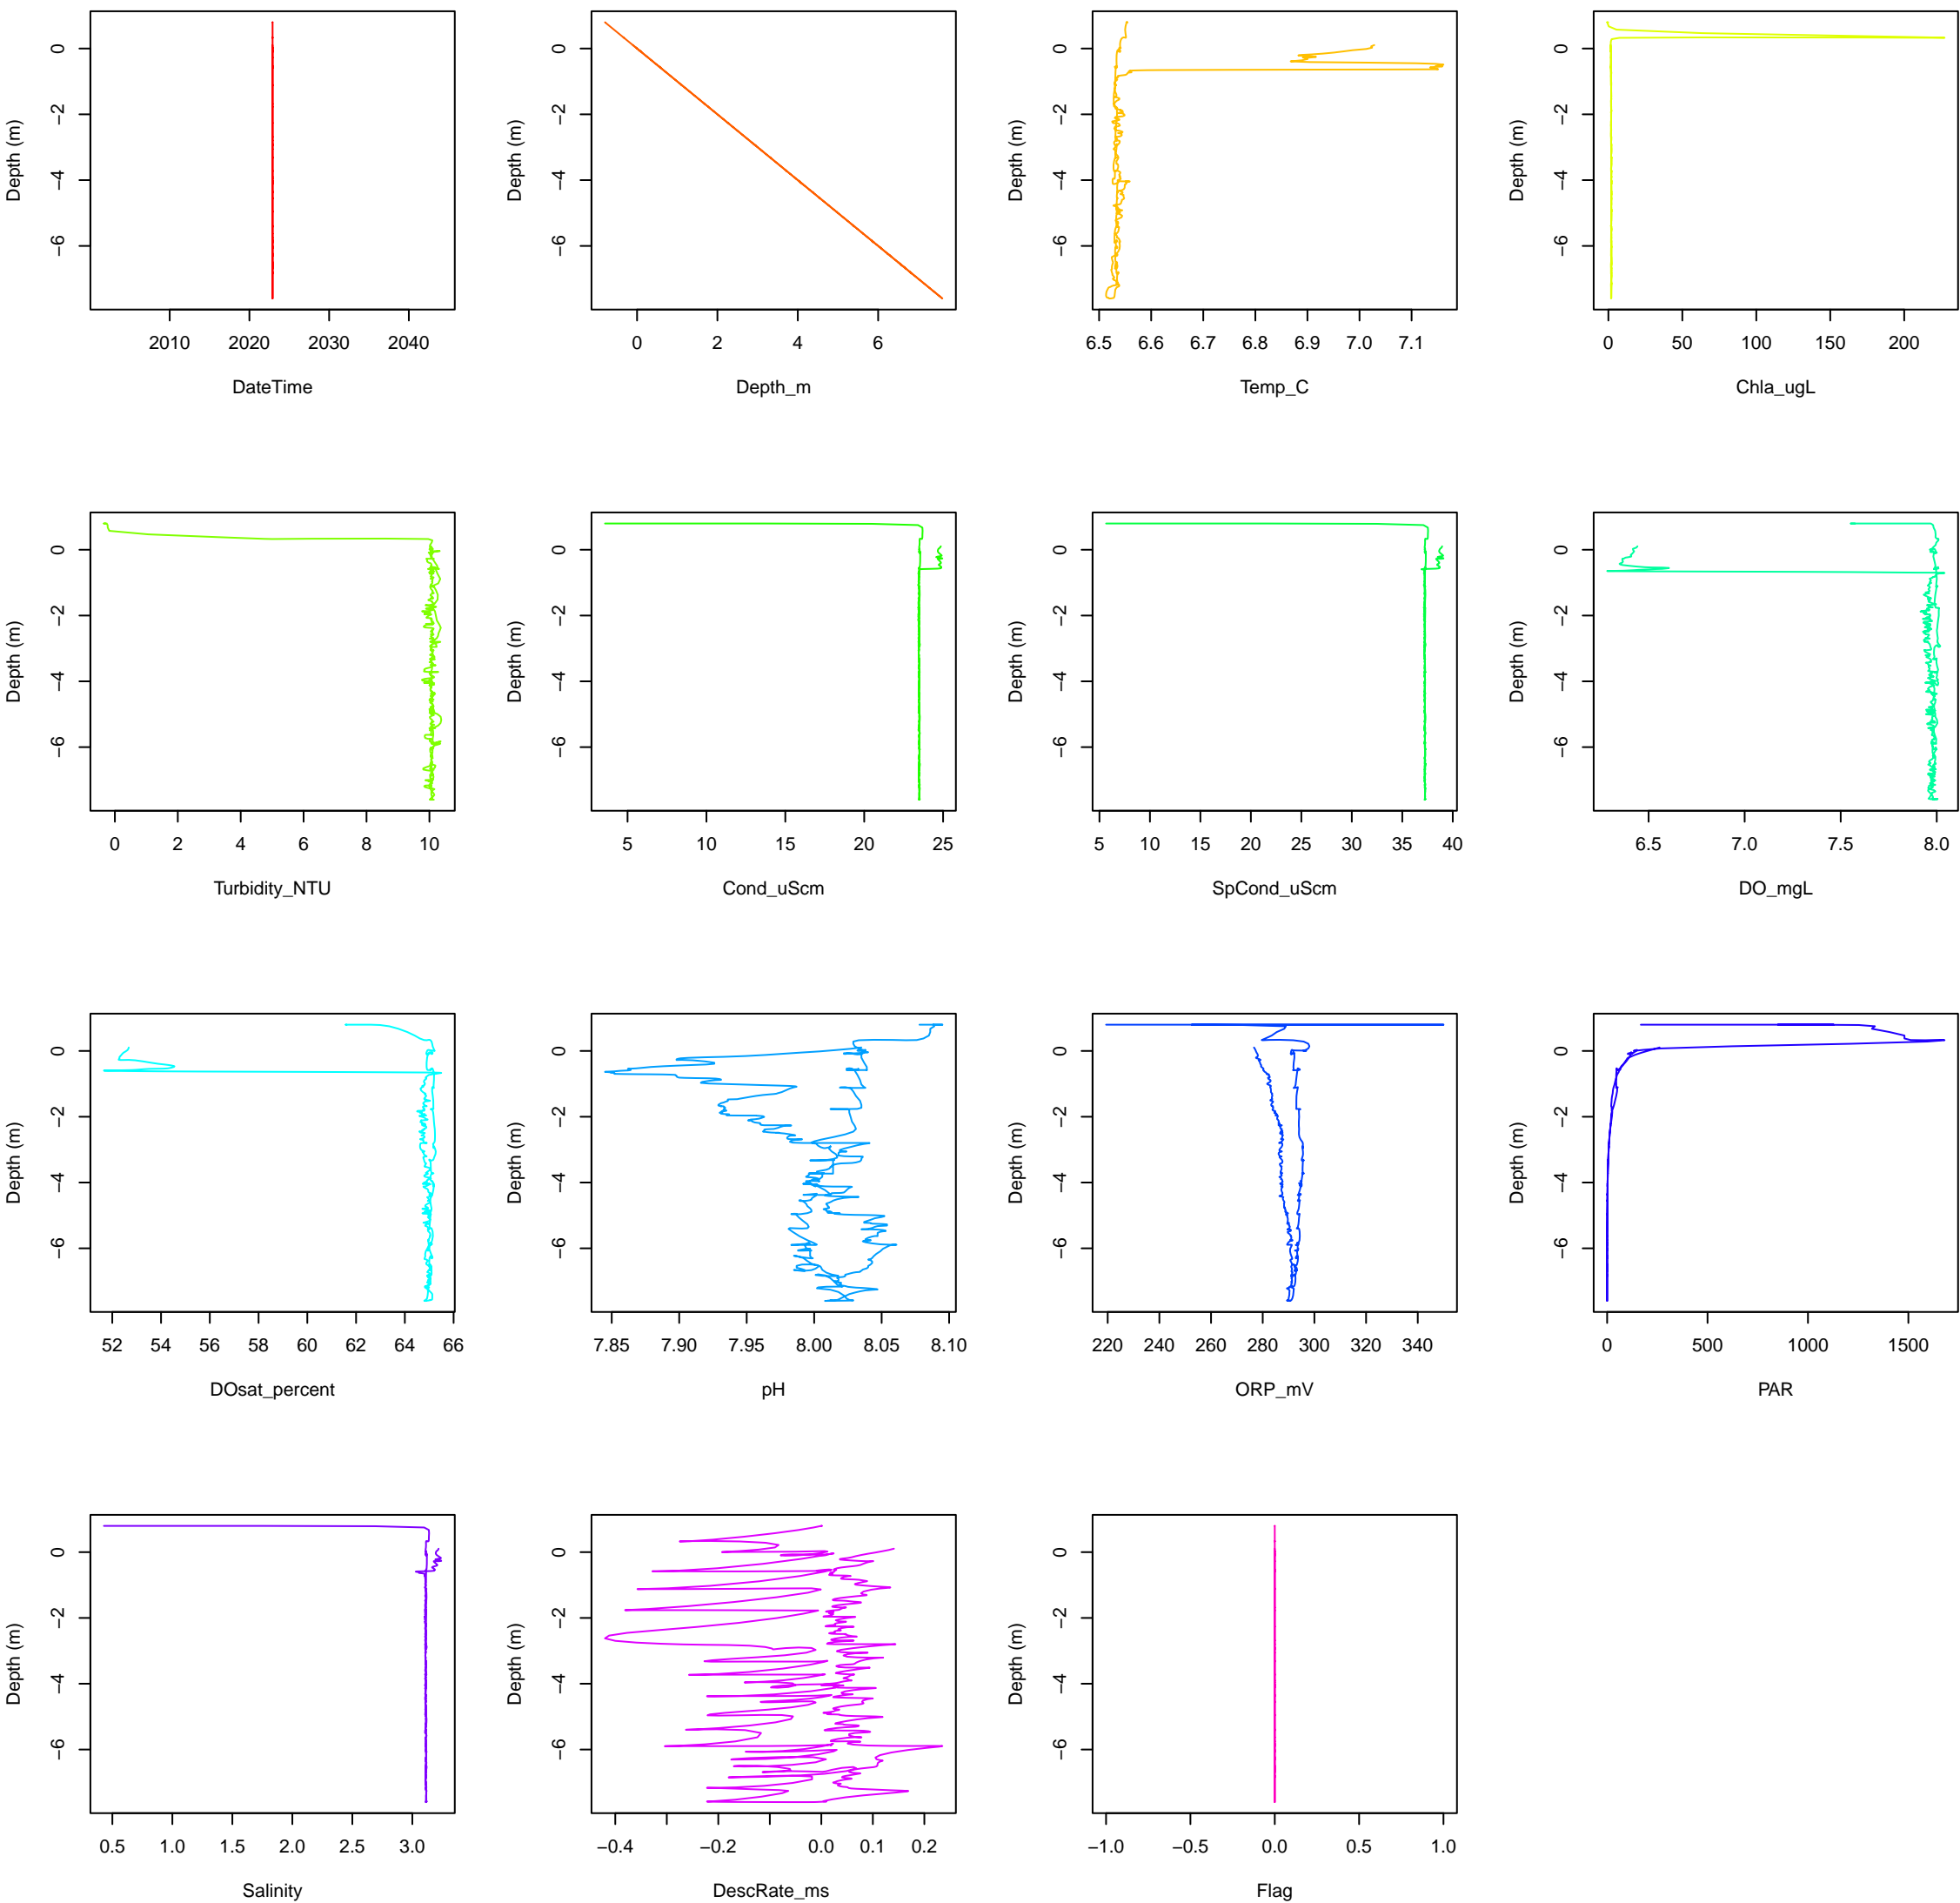 Depth (m)
0
−2
−4
−6
2010 2020 2030 2040
DateTime
Depth (m)
0
−2
−4
−6
0 2 4 6
Depth_m
Depth (m)
0
−2
−4
−6
6.5 6.6 6.7 6.8 6.9 7.0 7.1
Temp_C
Depth (m)
0
−2
−4
−6
0 50 100 150 200
Chla_ugL
Depth (m)
0
−2
−4
−6
0 2 4 6 8 10
Turbidity_NTU
Depth (m)
0
−2
−4
−6
5 10 15 20 25
Cond_uScm
Depth (m)
0
−2
−4
−6
5 10 15 20 25 30 35 40
SpCond_uScm
Depth (m)
0
−2
−4
−6
6.5 7.0 7.5 8.0
DO_mgL
Depth (m)
0
−2
−4
−6
52 54 56 58 60 62 64 66
DOsat_percent
Depth (m)
0
−2
−4
−6
7.85 7.90 7.95 8.00 8.05 8.10
pH
Depth (m)
0
−2
−4
−6
220 240 260 280 300 320 340
ORP_mV
Depth (m)
0
−2
−4
−6
0 500 1000 1500
PAR
Depth (m)
0
−2
−4
−6
0.5 1.0 1.5 2.0 2.5 3.0
Salinity
Depth (m)
0
−2
−4
−6
−0.4 −0.2 0.0 0.1 0.2
DescRate_ms
Depth (m)
0
−2
−4
−6
−1.0 −0.5 0.0 0.5 1.0
Flag